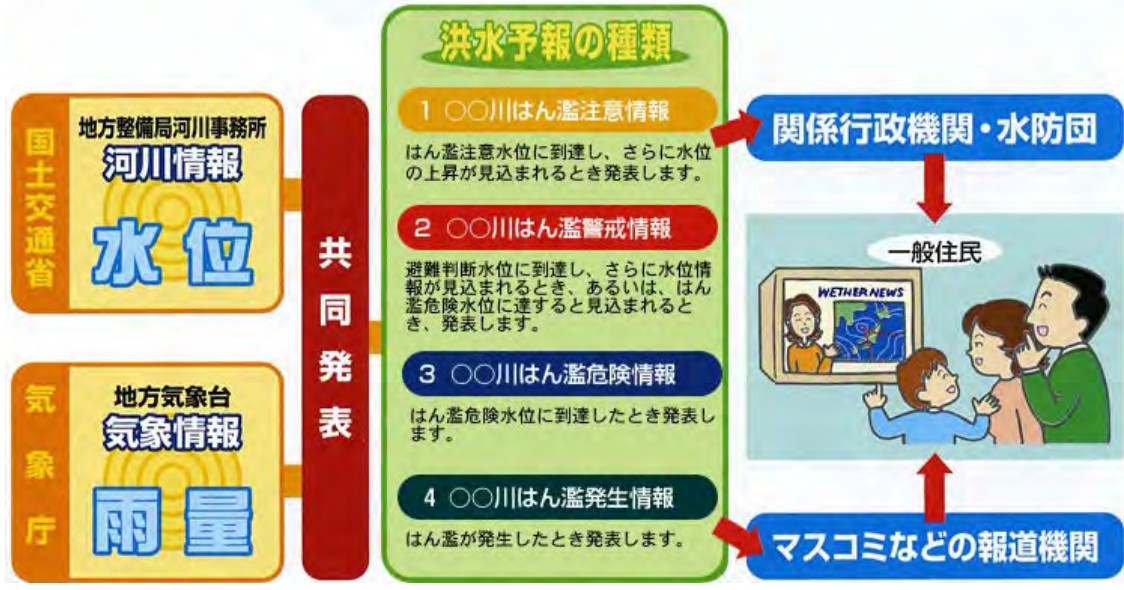 国土交通省
地方整備局河川事務所
河川情報
水位
気象庁
地方気象台
気象情報
雨量
共同発表
洪水予報の種類
1 〇〇川はん濫注意情報
はん濫注意水位に到達し、さらに水位
の上昇が見込まれるとき発表します。
2 〇〇川はん濫警戒情報
避難判断水位に到達し、さらに水位情
報が見込まれるとき、あるいは、はん
濫危険水位に達すると見込まれると
き、発表します。
3 〇〇川はん濫危険情報
はん濫危険水位に到達したとき発表し
ます。
4 〇〇川はん濫発生情報
はん濫が発生したとき発表します。
関係行政機関・水防団
一般住民
WETHER NEWS
マスコミなどの報道機関